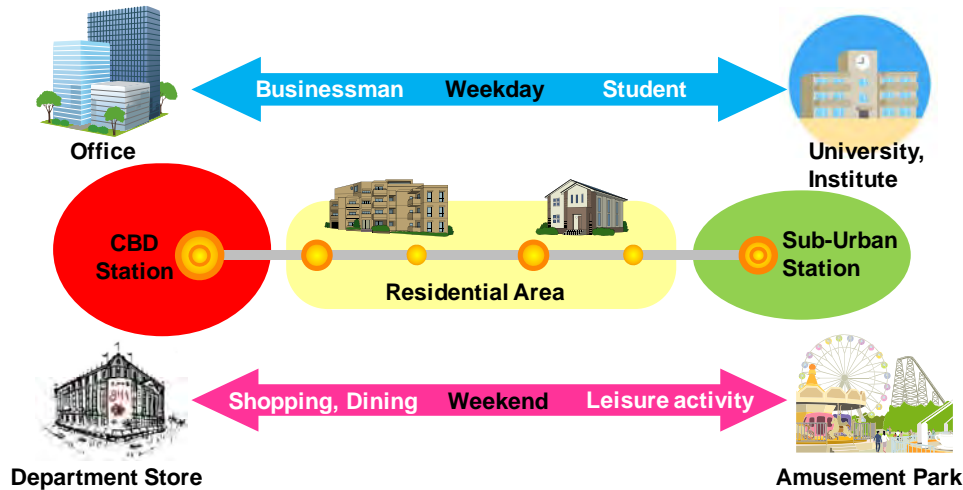 Businessman Weekday Student
Office
University,
Institute
CBD
Station
Sub-Urban
Station
Residential Area
Shopping, Dining Weekend Leisure activity
Department Store
Amusement Park